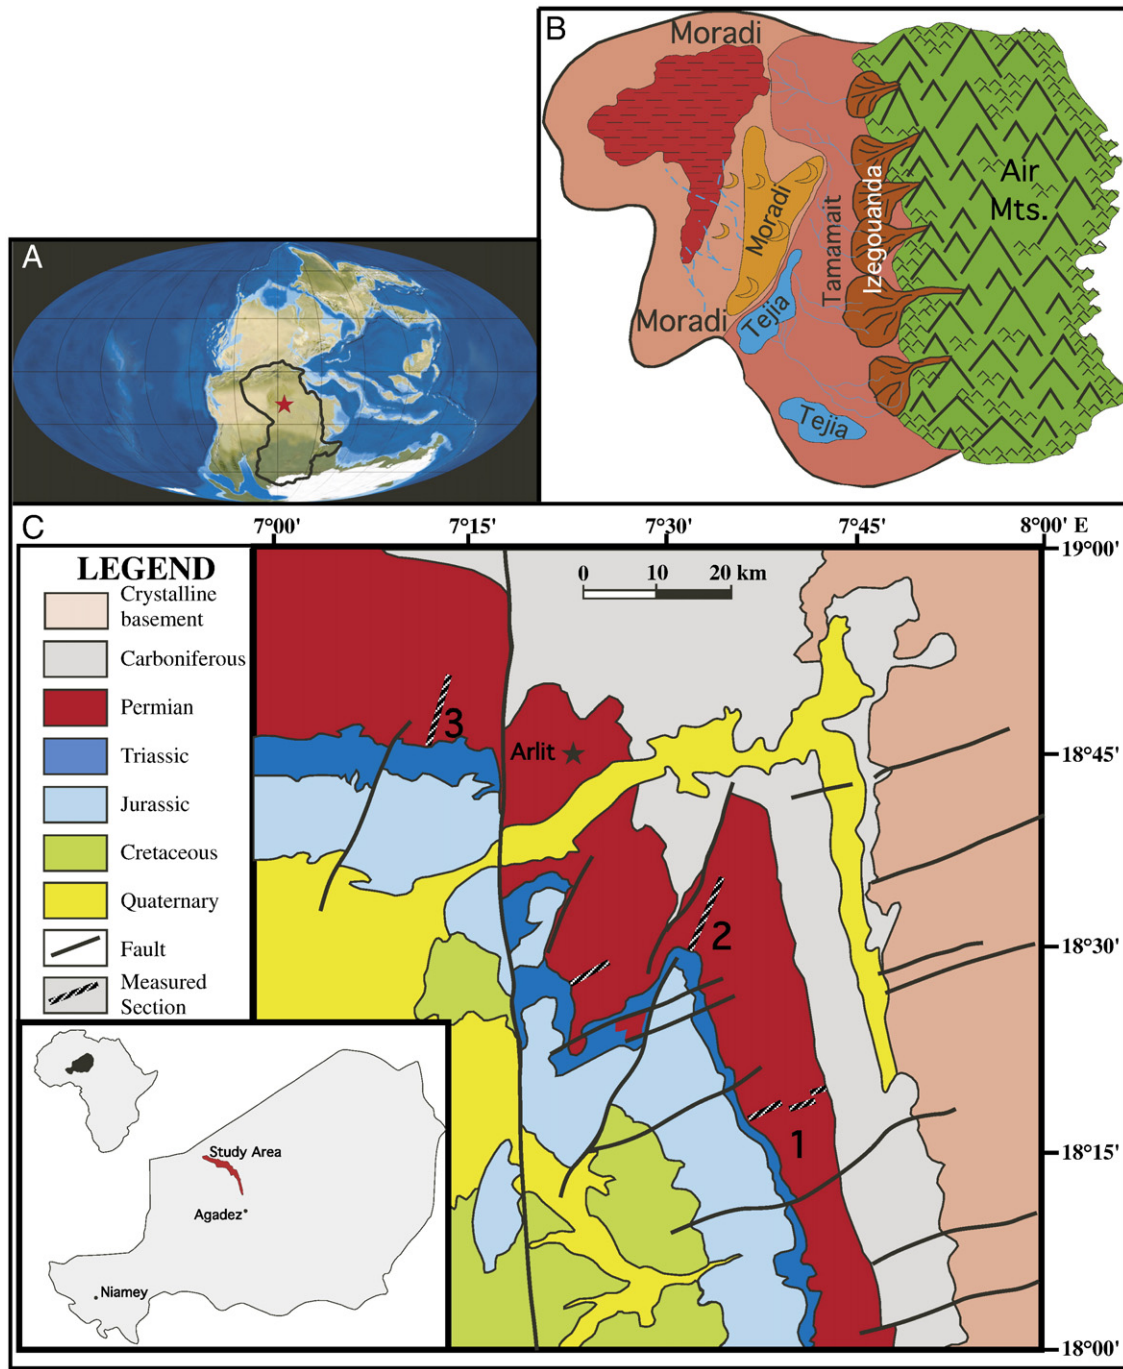 A
B
Moradi
Air
Mts.
Izegouanda
Tamamait
Moradi
Tejia
Moradi
Tejia
C
7°00'
7°15'
7°30'
7°45'
8°00' E
LEGEND
Crystalline
basement
Carboniferous
Permian
Triassic
Jurassic
Cretaceous
Quaternary
Fault
Measured
Section
0
10
20 km
19:00'
18°45'
18°30'
18°15'
18°00'
3
Arlit
2
1
Study Area
Agadez
Niamey